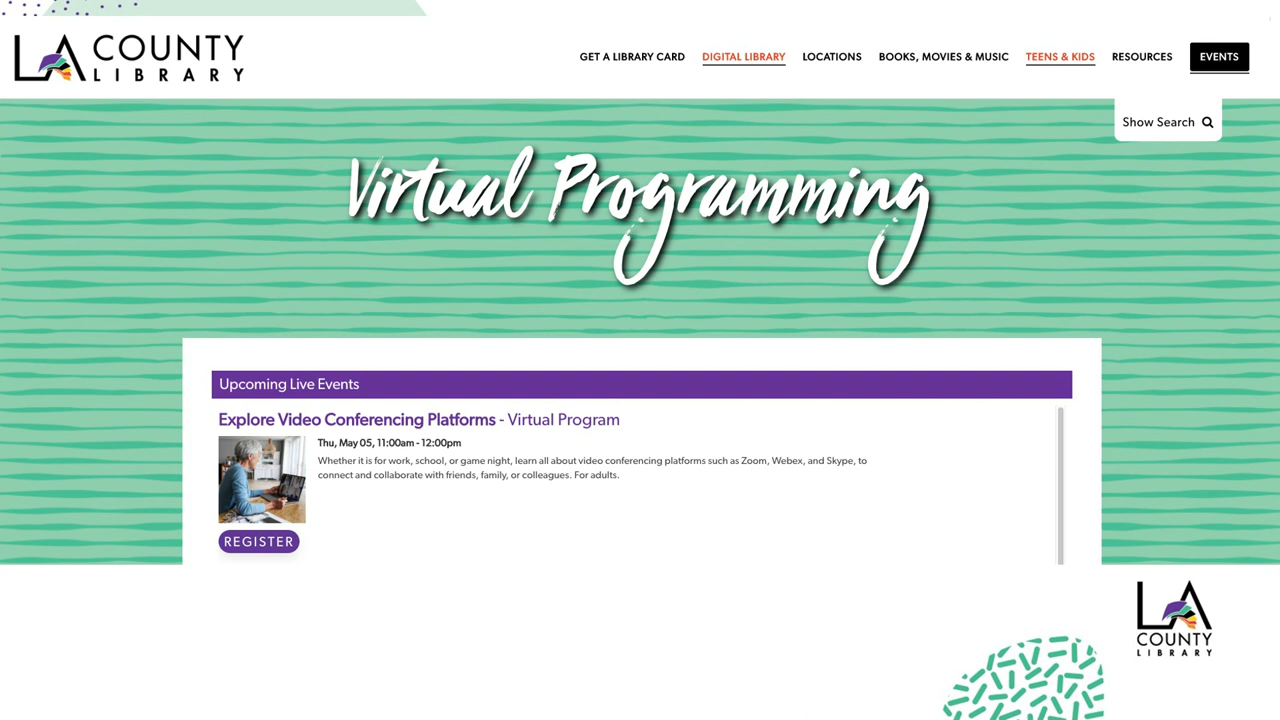 LA COUNTY LIBRARY
GET A LIBRARY CARD DIGITAL LIBRARY LOCATIONS BOOKS, MOVIES & MUSIC TEENS & KIDS RESOURCES EVENTS
Show Search
Virtual Programming
Upcoming Live Events
Explore Video Conferencing Platforms - Virtual Program
Thu, May 05, 11:00am - 12:00pm
Whether it is for work, school, or game night, learn all about video conferencing platforms such as Zoom, Webex, and Skype, to
connect and collaborate with friends, family, or colleagues. For adults.
REGISTER
LA
COUNTY
LIBRARY